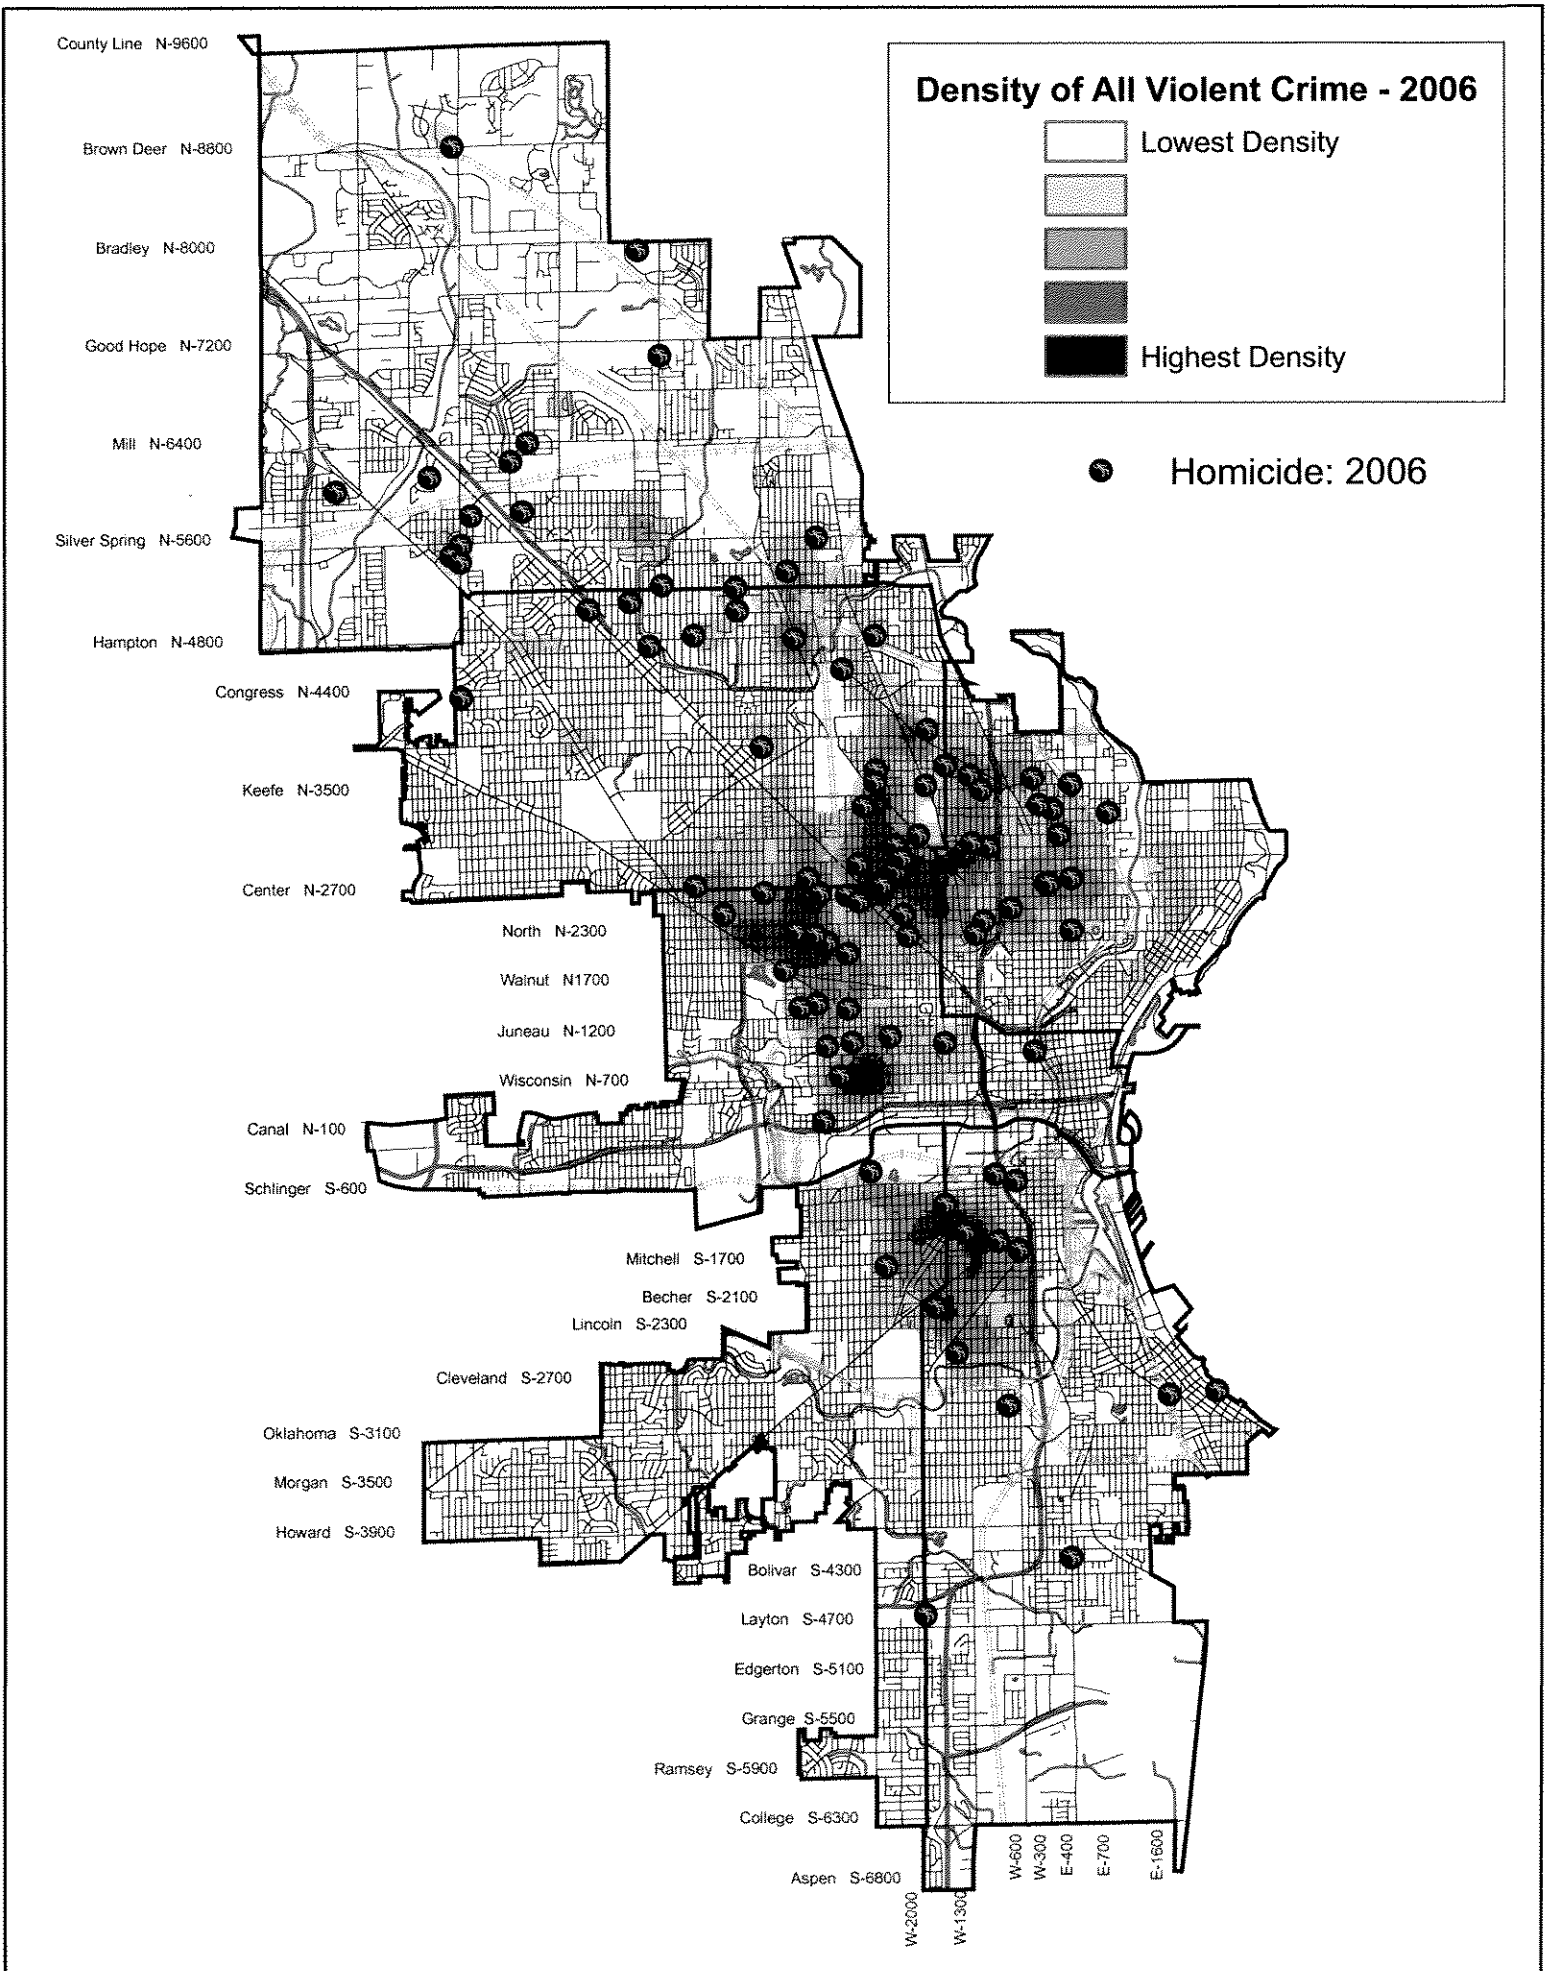 County Line N-9600
Density of All Violent Crime - 2006
Lowest Density
Brown Deer N-8800
Bradley N-8000
Good Hope N-7200
Highest Density
Mill N-6400
Homicide: 2006
Silver Spring N-5600
Hampton N-4800
Congress N-4400
Keefe N-3500
Center N-2700
North N-2300
Walnut N1700
Juneau N-1200
Wisconsin N-700
Canal N-100
Schlinger S-600
Mitchell S-1700
Becher S-2100
Lincoln S-2300
Cleveland S-2700
Oklahoma S-3100
Morgan S-3500
Howard S-3900
Bolivar S-4300
Layton S-4700
Edgerton S-5100
Grange S-5500
Ramsey S-5900
College S-6300
Aspen S-6800
W-2000
W-1300
W-600
W-300
E-400
E-700
E-1600